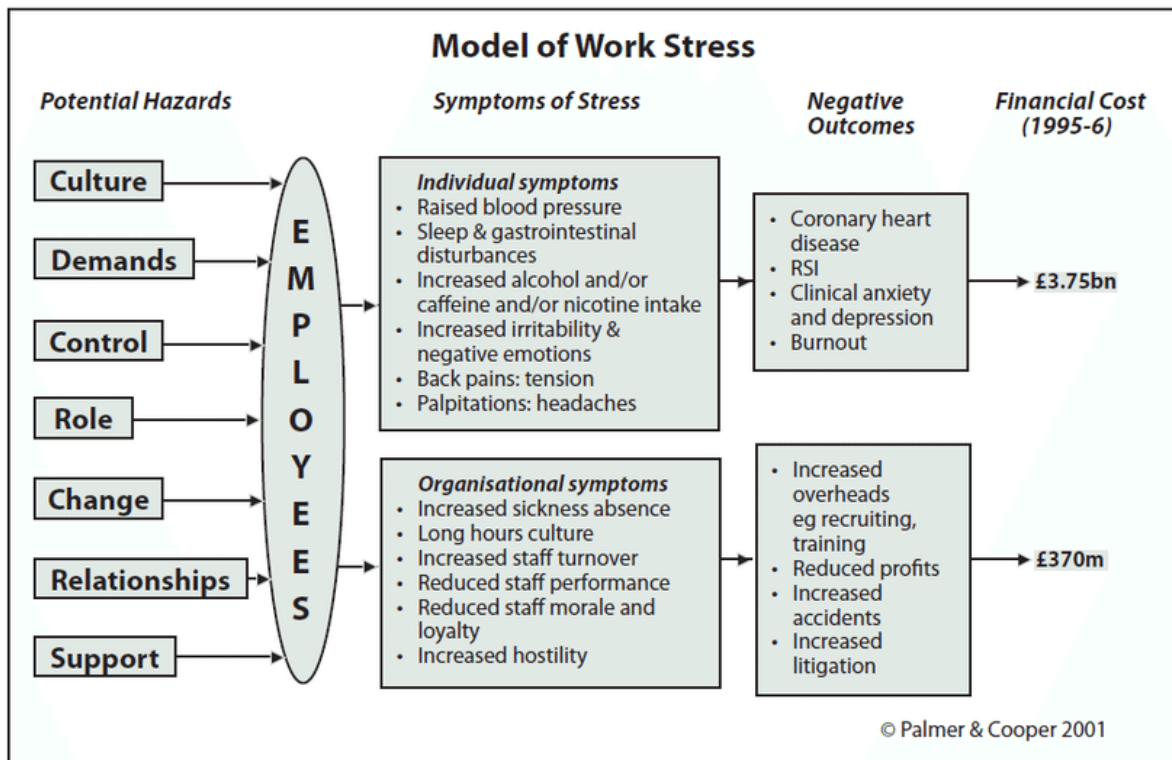 Model of Work Stress
Potential Hazards
Symptoms of Stress
Negative
Outcomes
Financial Cost
(1995-6)
Culture
Demands
Control
Role
Change
Relationships
Support
EMPLOYEES
Individual symptoms
• Raised blood pressure
• Sleep & gastrointestinal
disturbances
• Increased alcohol and/or
caffeine and/or nicotine intake
• Increased irritability &
negative emotions
• Back pains: tension
• Palpitations: headaches
• Coronary heart
disease
• RSI
• Clinical anxiety
and depression
• Burnout
£3.75bn
Organisational symptoms
• Increased sickness absence
• Long hours culture
• Increased staff turnover
• Reduced staff performance
• Reduced staff morale and
loyalty
• Increased hostility
• Increased
overheads
eg recruiting,
training
• Reduced profits
• Increased
accidents
• Increased
litigation
£370m
© Palmer & Cooper 2001